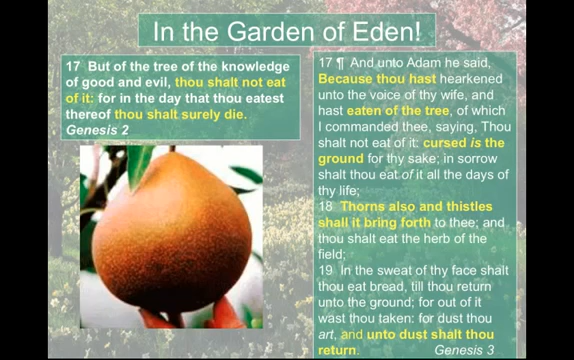 In the Garden of Eden!
17  But of the tree of the knowledge
of good and evil, thou shalt not eat
of it: for in the day that thou eatest
thereof thou shalt surely die.
Genesis 2
17 ¶  And unto Adam he said,
Because thou hast hearkened
unto the voice of thy wife, and
hast eaten of the tree, of which
I commanded thee, saying, Thou
shalt not eat of it: cursed is the
ground for thy sake; in sorrow
shalt thou eat of it all the days of
thy life;
18  Thorns also and thistles
shall it bring forth to thee; and
thou shalt eat the herb of the
field;
19  In the sweat of thy face shalt
thou eat bread, till thou return
unto the ground; for out of it
wast thou taken: for dust thou
art, and unto dust shalt thou
return. Genesis 3